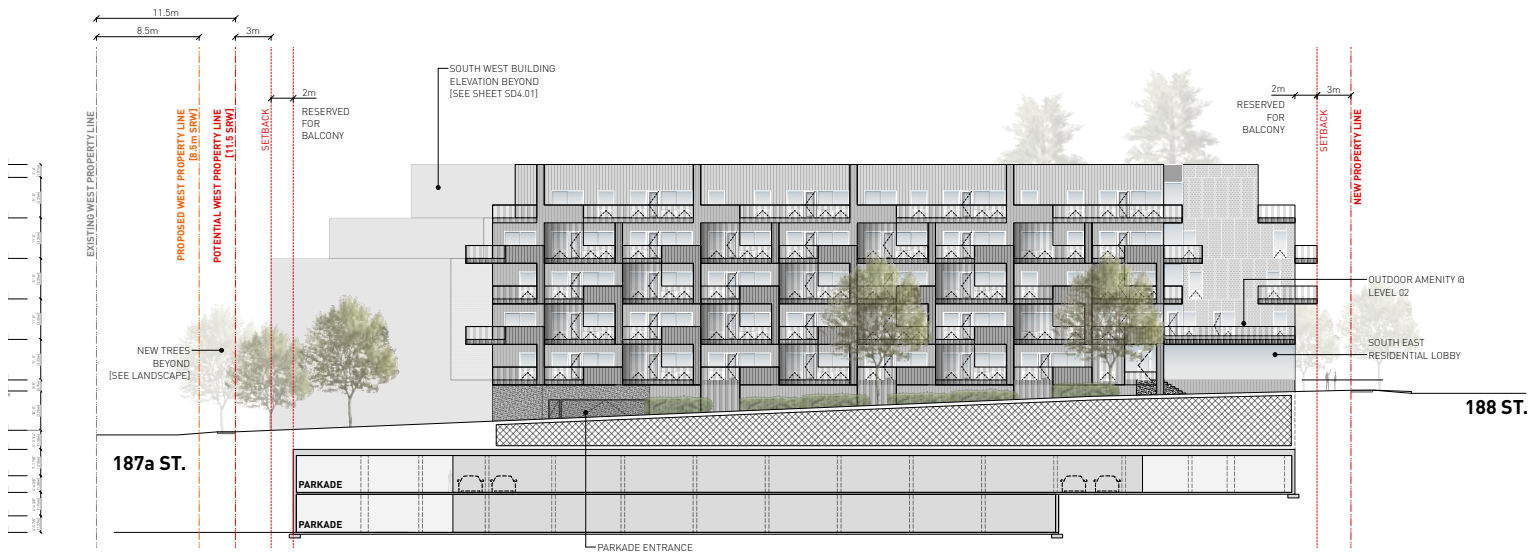 11.5m
8.5m
3m
2m
RESERVED
FOR
BALCONY
EXISTING WEST PROPERTY LINE
PROPOSED WEST PROPERTY LINE
[8.5m SRW]
POTENTIAL WEST PROPERTY LINE
[11.5 SRW]
SETBACK
SOUTH WEST BUILDING
ELEVATION BEYOND
[SEE SHEET SD4.01]
2m
3m
RESERVED
FOR
BALCONY
SETBACK
NEW PROPERTY LINE
OUTDOOR AMENITY @
LEVEL 02
SOUTH EAST
RESIDENTIAL LOBBY
NEW TREES
BEYOND
[SEE LANDSCAPE]
188 ST.
187a ST.
PARKADE
PARKADE
PARKADE ENTRANCE